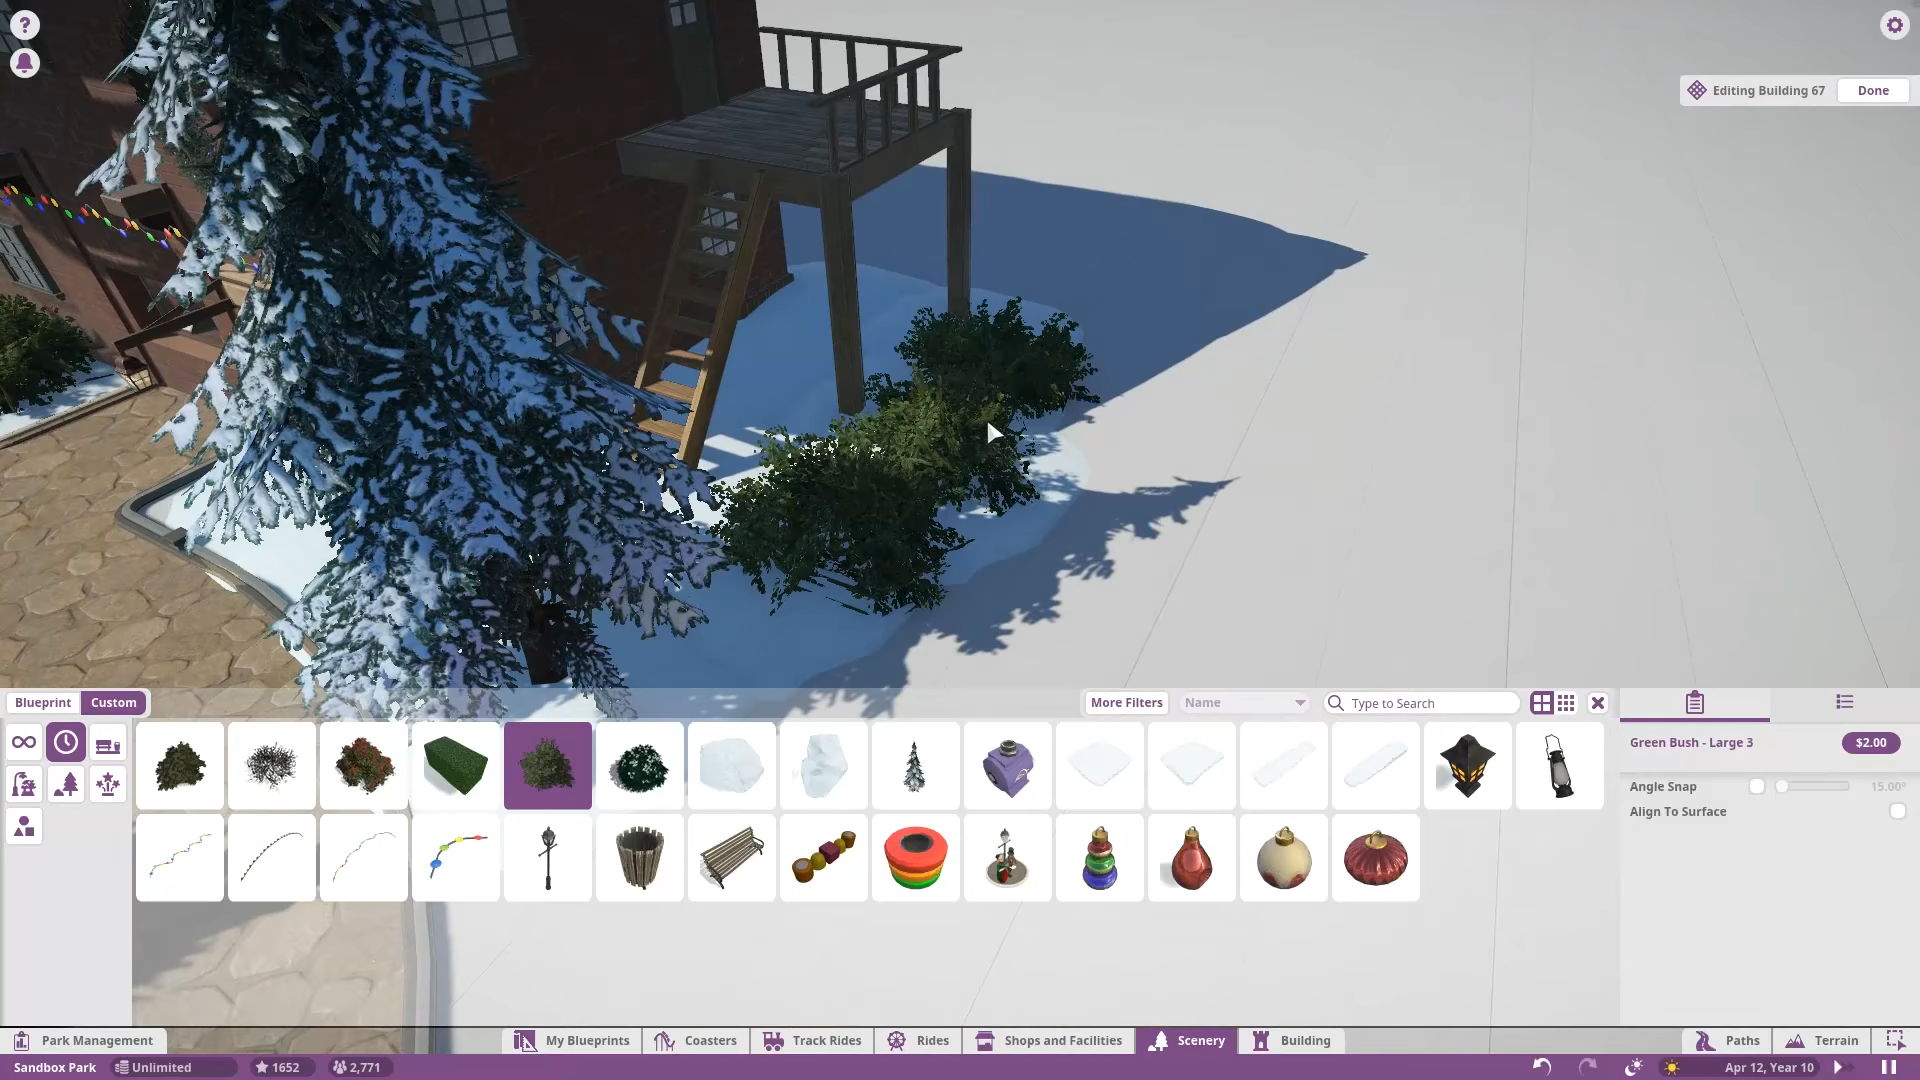 ?
Editing Building 67
Done
Blueprint
Custom
More Filters
Name
Type to Search
Green Bush - Large 3
$2.00
Angle Snap
15.00°
Align To Surface
Park Management
My Blueprints
Coasters
Track Rides
Rides
Shops and Facilities
Scenery
Building
Paths
Terrain
Sandbox Park
Unlimited
1652
2,771
Apr 12, Year 10